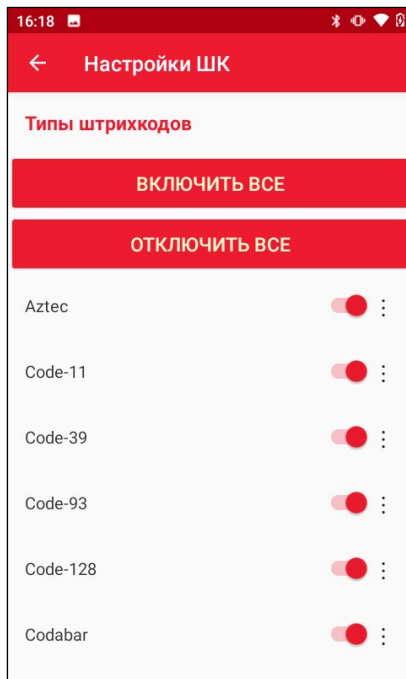 16:18
Настройки ШК
Типы штрихкодов
ВКЛЮЧИТЬ ВСЕ
ОТКЛЮЧИТЬ ВСЕ
Aztec
Code-11
Code-39
Code-93
Code-128
Codabar